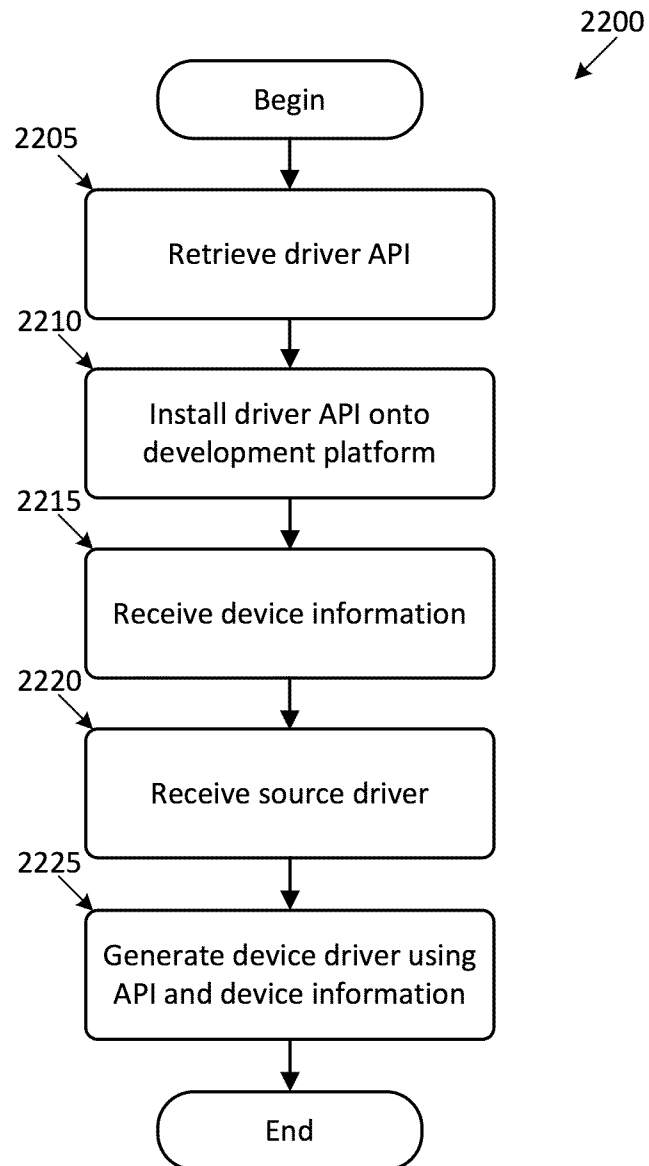 2200
Begin
2205
Retrieve driver API
2210
Install driver API onto
development platform
2215
Receive device information
2220
Receive source driver
2225
Generate device driver using
API and device information
End